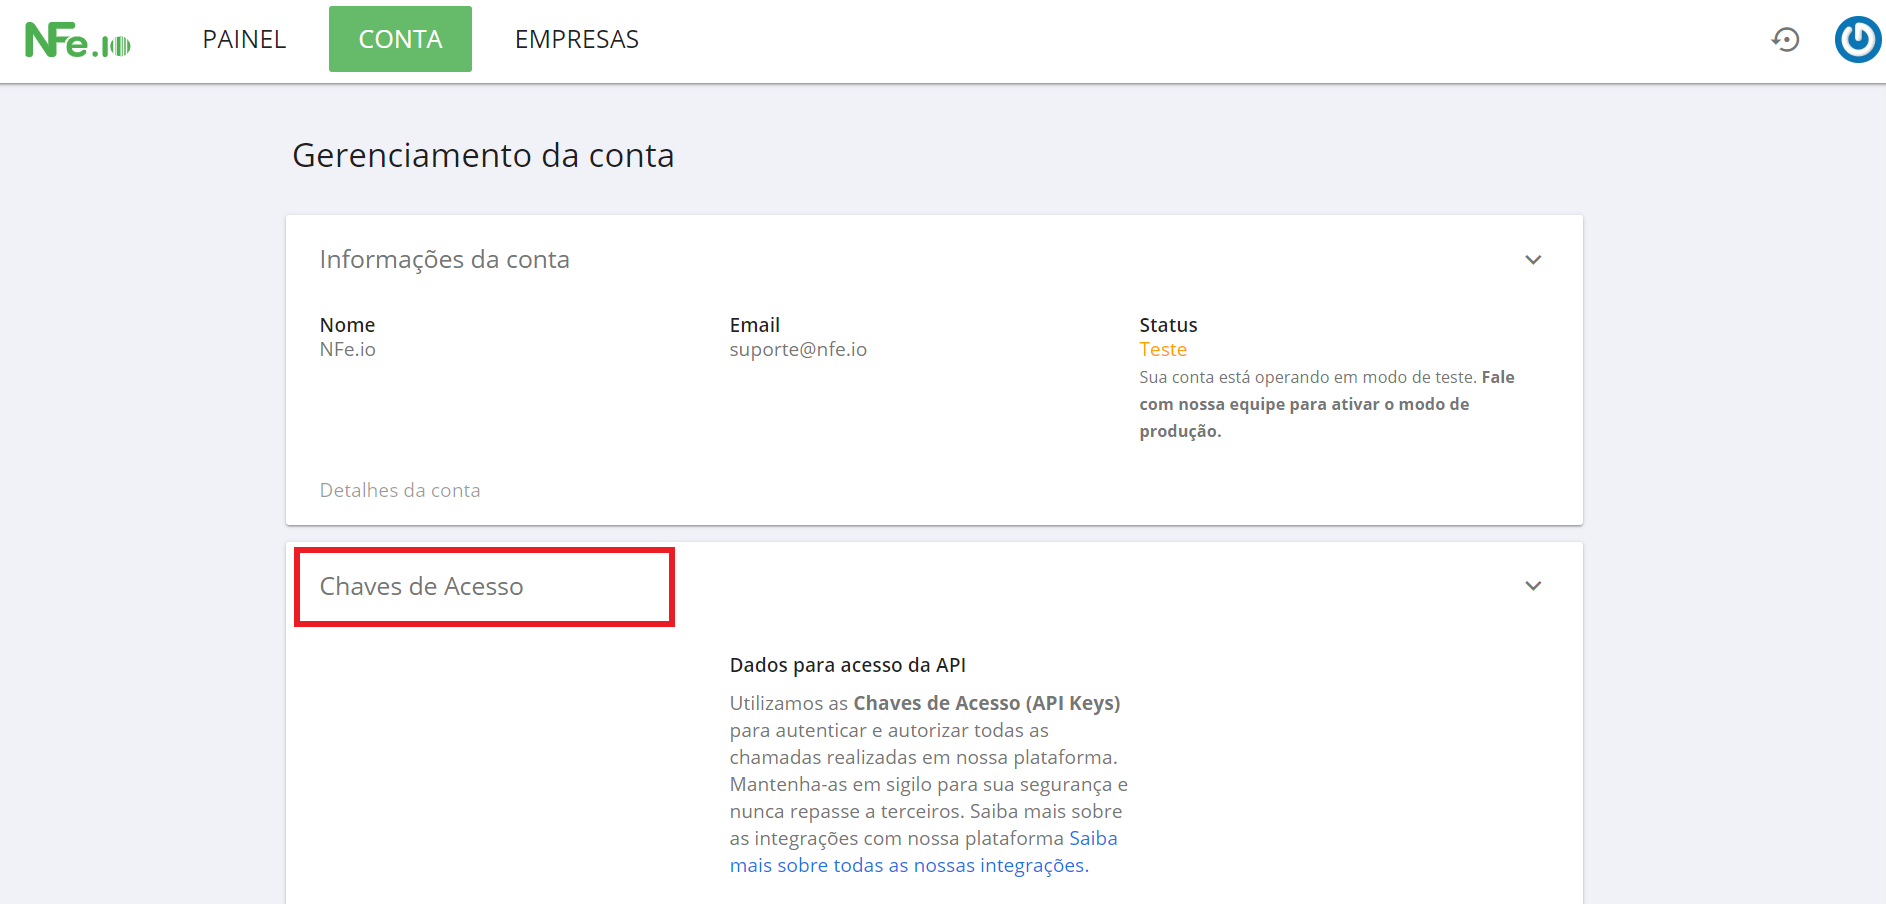 NFe.io PAINEL CONTA EMPRESAS
Gerenciamento da conta
Informações da conta
Nome
NFe.io
Email
suporte@nfe.io
Status
Teste
Sua conta está operando em modo de teste. Fale
com nossa equipe para ativar o modo de
produção.
Detalhes da conta
Chaves de Acesso
Dados para acesso da API
Utilizamos as Chaves de Acesso (API Keys)
para autenticar e autorizar todas as
chamadas realizadas em nossa plataforma.
Mantenha-as em sigilo para sua segurança e
nunca repasse a terceiros. Saiba mais sobre
as integrações com nossa plataforma Saiba
mais sobre todas as nossas integrações.